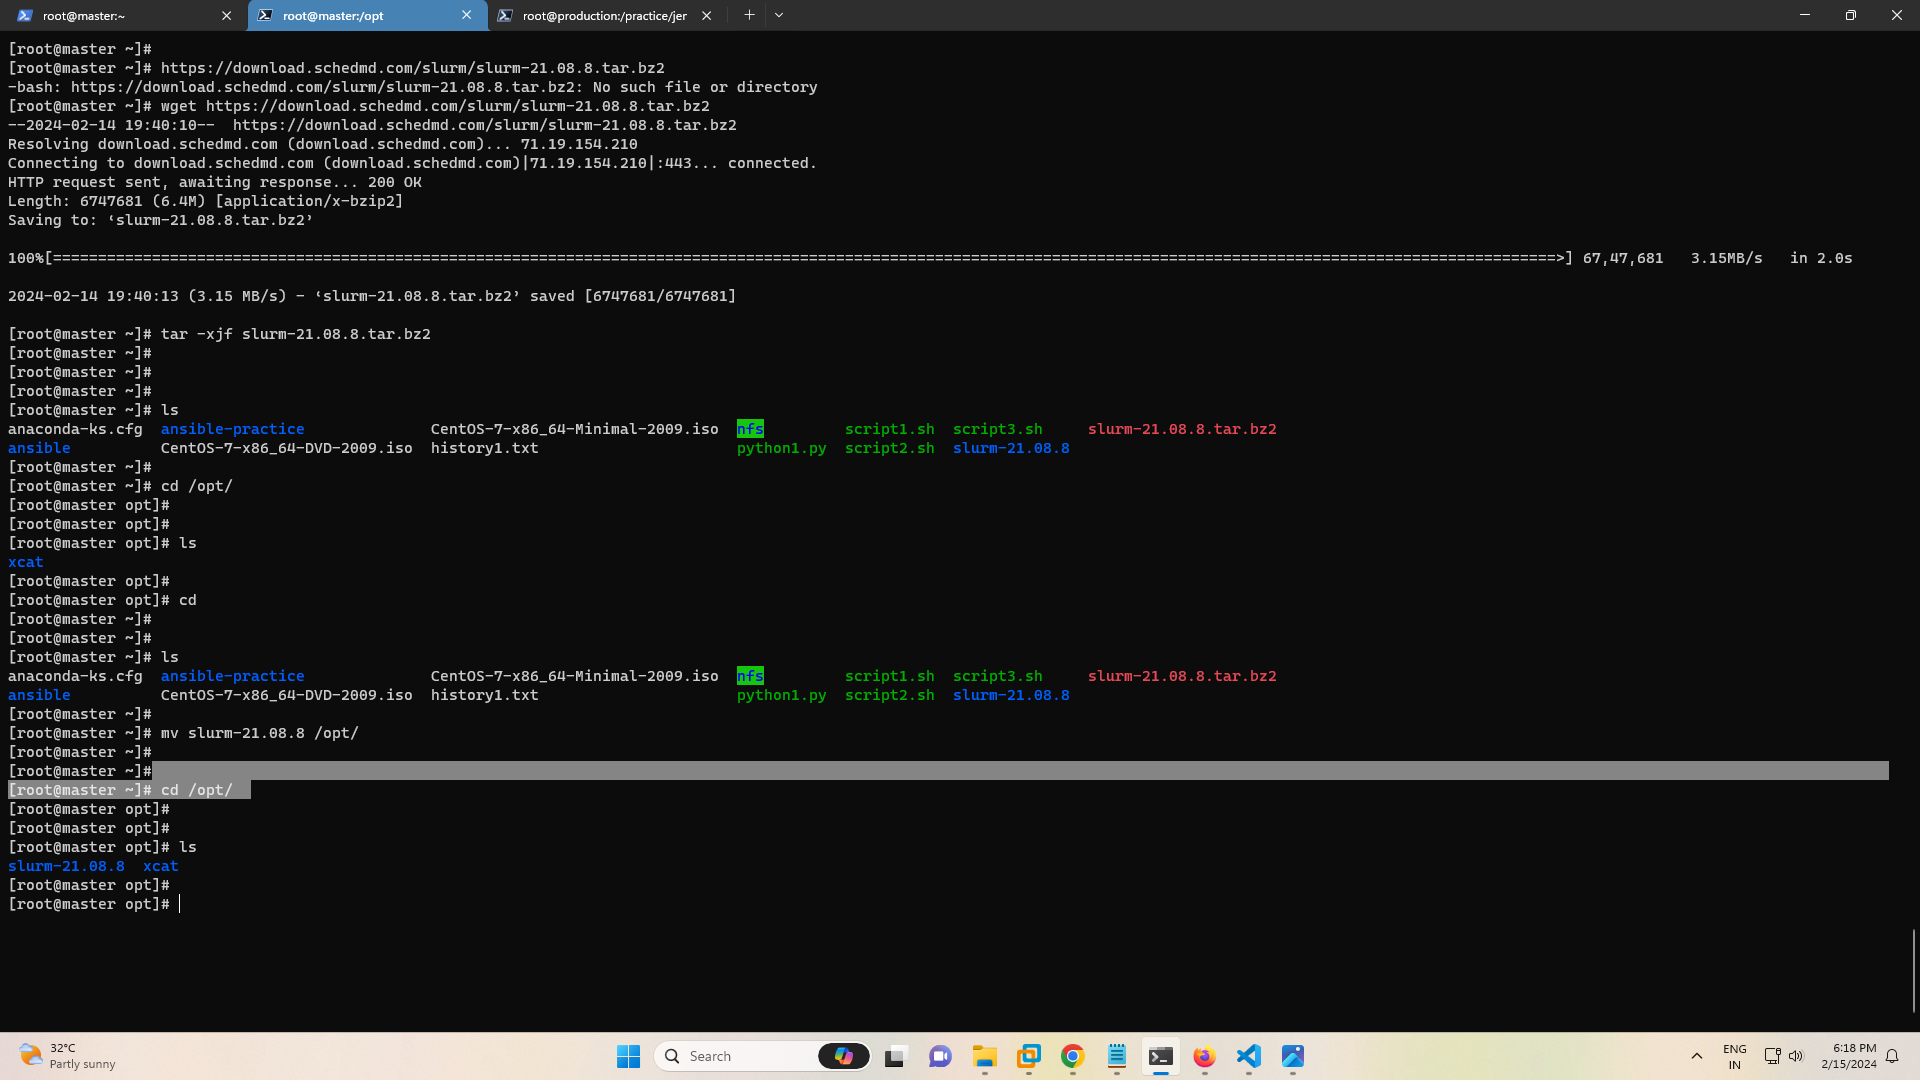 root@master:~
root@master:/opt
root@production:/practice/jer
[root@master ~]#
[root@master ~]# https://download.schedmd.com/slurm/slurm-21.08.8.tar.bz2
-bash: https://download.schedmd.com/slurm/slurm-21.08.8.tar.bz2: No such file or directory
[root@master ~]# wget https://download.schedmd.com/slurm/slurm-21.08.8.tar.bz2
--2024-02-14 19:40:10--  https://download.schedmd.com/slurm/slurm-21.08.8.tar.bz2
Resolving download.schedmd.com (download.schedmd.com)... 71.19.154.210
Connecting to download.schedmd.com (download.schedmd.com)|71.19.154.210|:443... connected.
HTTP request sent, awaiting response... 200 OK
Length: 6747681 (6.4M) [application/x-bzip2]
Saving to: ‘slurm-21.08.8.tar.bz2’
100%[=======================================================================================================================================================================>] 67,47,681   3.15MB/s   in 2.0s
2024-02-14 19:40:13 (3.15 MB/s) - ‘slurm-21.08.8.tar.bz2’ saved [6747681/6747681]
[root@master ~]# tar -xjf slurm-21.08.8.tar.bz2
[root@master ~]#
[root@master ~]#
[root@master ~]#
[root@master ~]# ls
anaconda-ks.cfg  ansible-practice              CentOS-7-x86_64-Minimal-2009.iso  nfs         script1.sh  script3.sh     slurm-21.08.8.tar.bz2
ansible          CentOS-7-x86_64-DVD-2009.iso  history1.txt                      python1.py  script2.sh  slurm-21.08.8
[root@master ~]#
[root@master ~]# cd /opt/
[root@master opt]#
[root@master opt]#
[root@master opt]# ls
xcat
[root@master opt]#
[root@master opt]# cd
[root@master ~]#
[root@master ~]#
[root@master ~]# ls
anaconda-ks.cfg  ansible-practice              CentOS-7-x86_64-Minimal-2009.iso  nfs         script1.sh  script3.sh     slurm-21.08.8.tar.bz2
ansible          CentOS-7-x86_64-DVD-2009.iso  history1.txt                      python1.py  script2.sh  slurm-21.08.8
[root@master ~]#
[root@master ~]# mv slurm-21.08.8 /opt/
[root@master ~]#
[root@master ~]#
[root@master ~]# cd /opt/
[root@master opt]#
[root@master opt]#
[root@master opt]# ls
slurm-21.08.8  xcat
[root@master opt]#
[root@master opt]#
32°C
Partly sunny
Search
ENG
IN
6:18 PM
2/15/2024